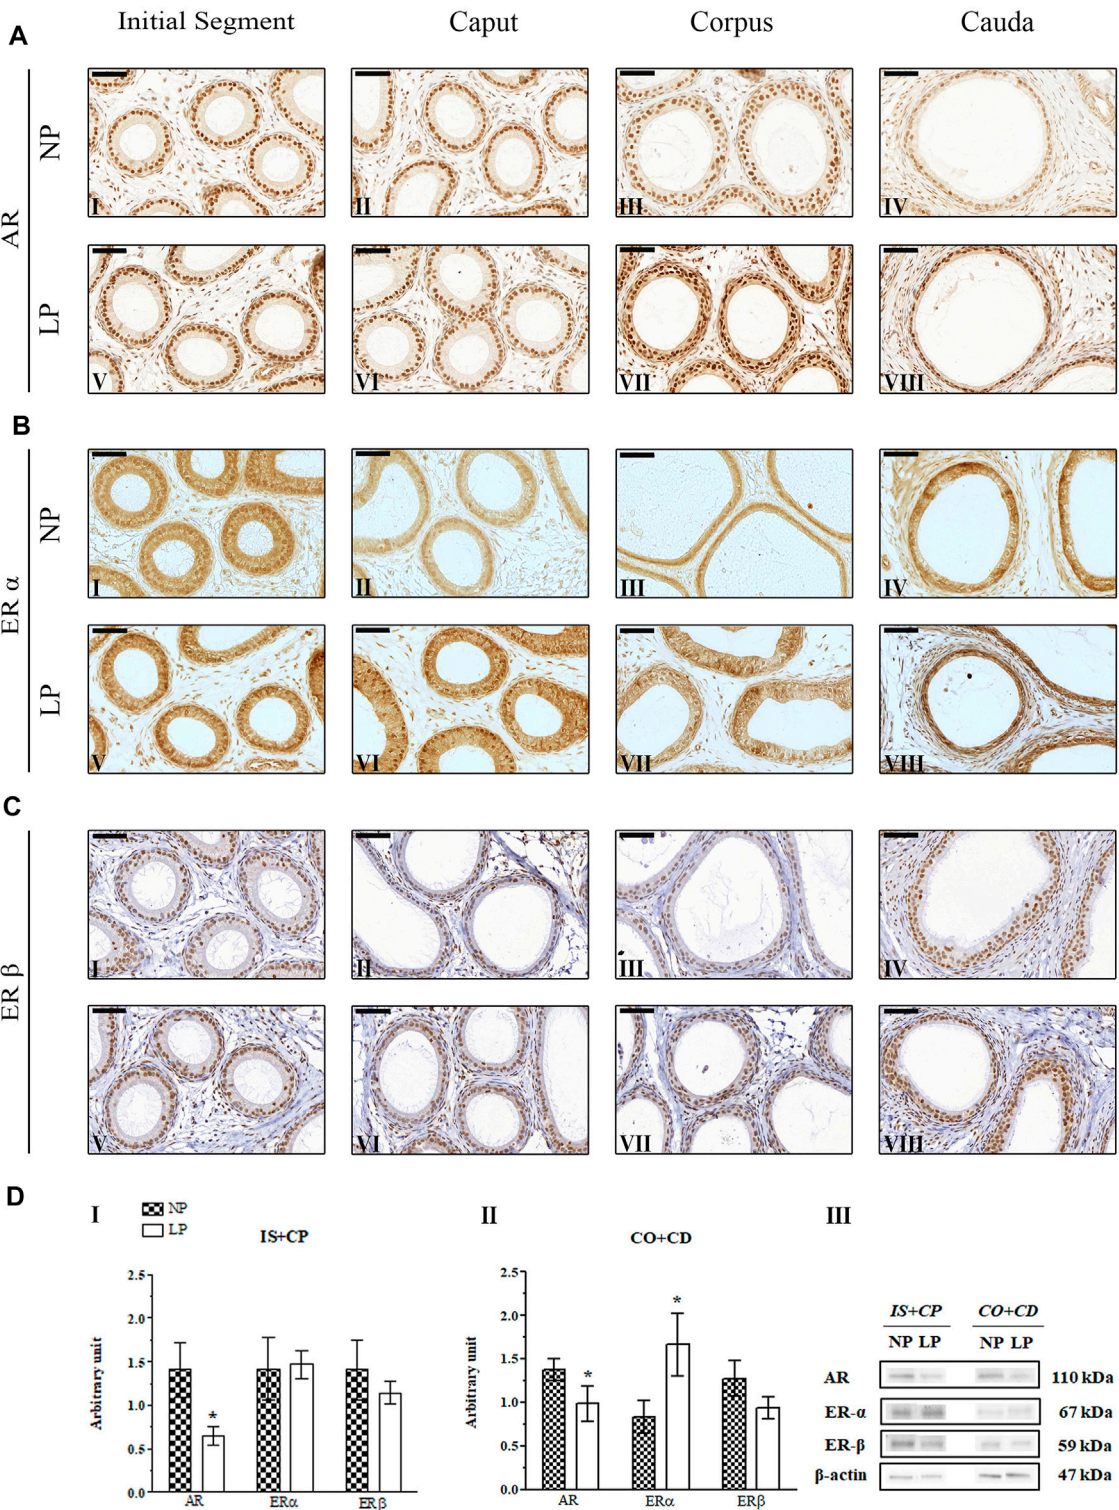 Initial Segment Caput Corpus Cauda
A
AR
NP
I II III IV
LP
V VI VII VIII
B
ER α
NP
I II III IV
LP
V VI VII VIII
C
ER β
I II III IV
V VI VII VIII
D
I
NP
LP
IS+CP
Arbitrary unit
2.5
2.0
1.5
1.0
0.5
0.0
*
AR ERα ERβ
II
CO+CD
Arbitrary unit
2.5
2.0
1.5
1.0
0.5
0.0
* *
AR ERα ERβ
III
IS+CP CO+CD
NP LP NP LP
AR 110 kDa
ER-α 67 kDa
ER-β 59 kDa
β-actin 47 kDa